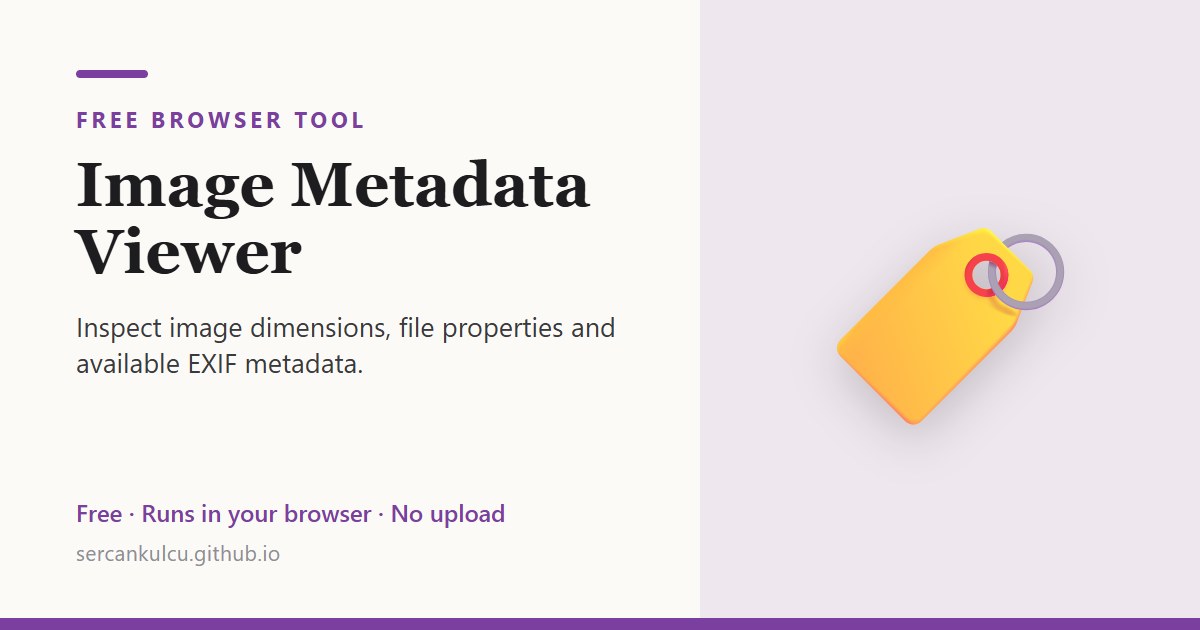 FREE BROWSER TOOL
Image Metadata
Viewer
Inspect image dimensions, file properties and
available EXIF metadata.
Free · Runs in your browser · No upload
sercankulcu.github.io